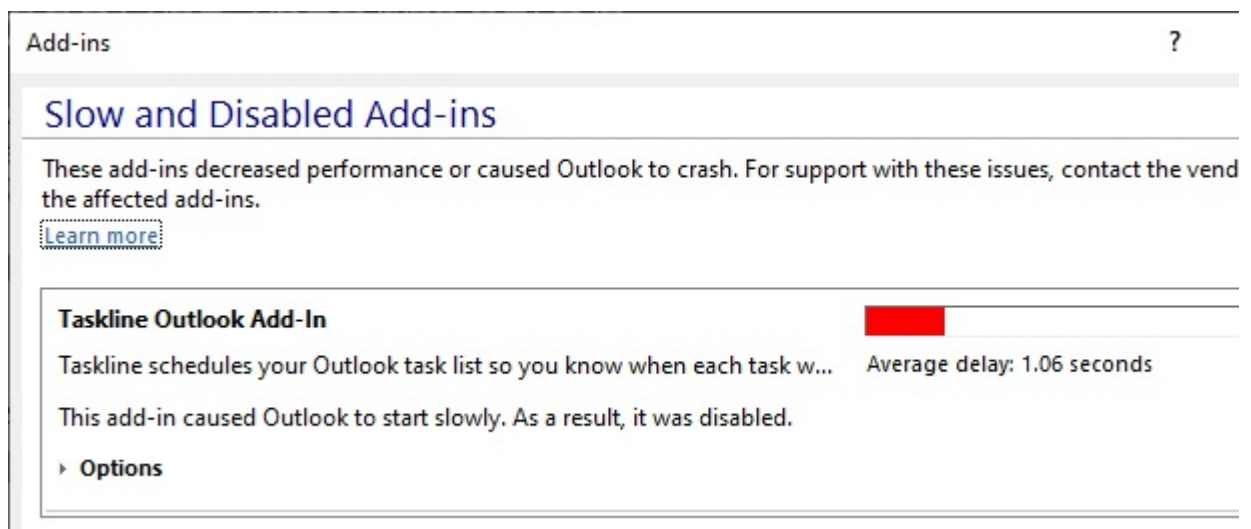 Add-ins
?
Slow and Disabled Add-ins
These add-ins decreased performance or caused Outlook to crash. For support with these issues, contact the vend
the affected add-ins.
Learn more
Taskline Outlook Add-In
Taskline schedules your Outlook task list so you know when each task w...
Average delay: 1.06 seconds
This add-in caused Outlook to start slowly. As a result, it was disabled.
Options